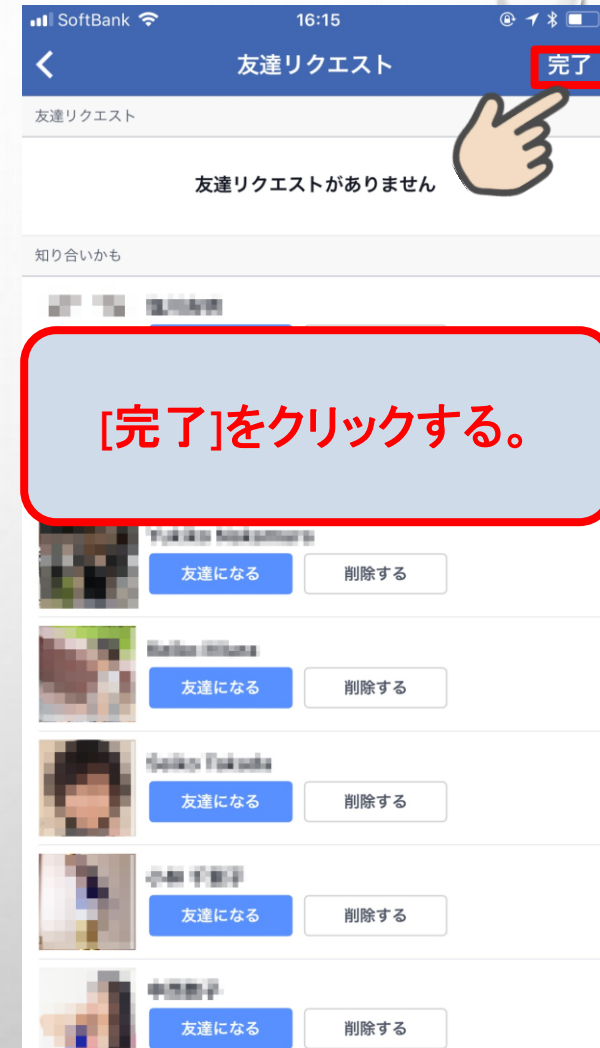 SoftBank 16:15
友達リクエスト 完了
友達リクエスト
友達リクエストがありません
知り合いかも
[完了]をクリックする。
友達になる 削除する
友達になる 削除する
友達になる 削除する
友達になる 削除する
友達になる 削除する